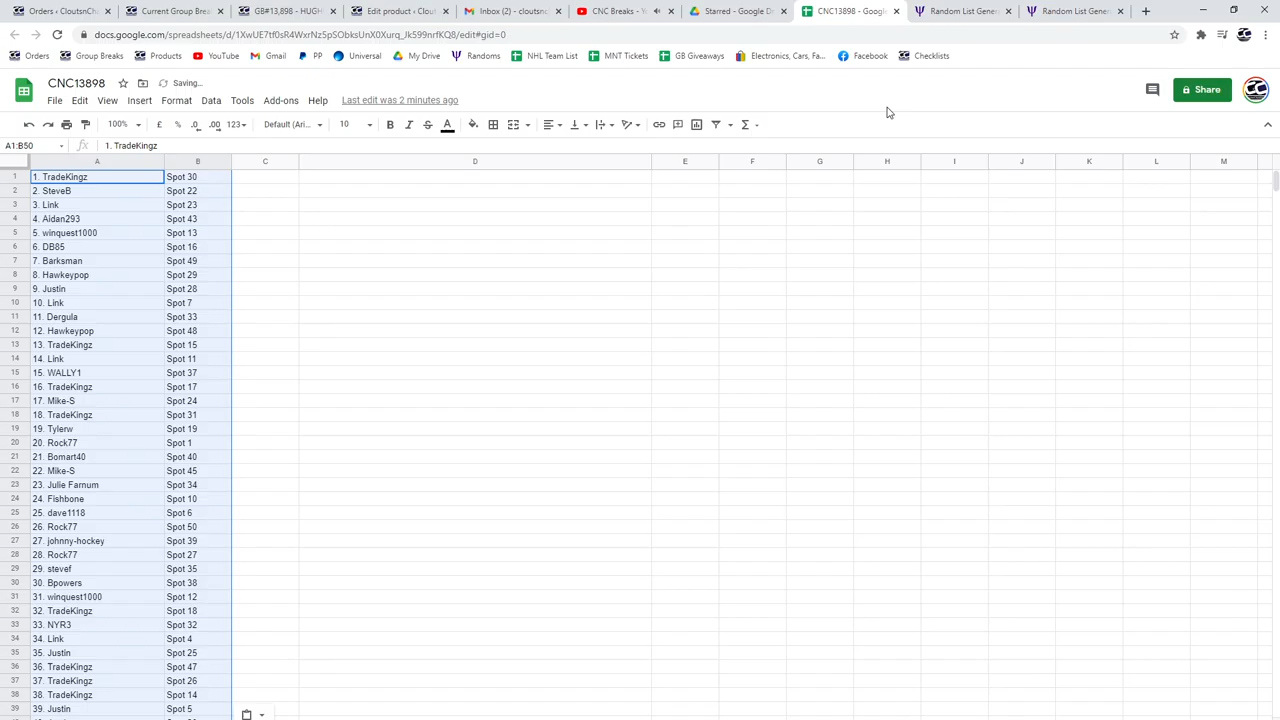 Orders ‹ CloutsnCh
Current Group Brea
GB#13,898 - HUGH
Edit product ‹ Clout
Inbox (2) - cloutsnc
CNC Breaks -
Starred - Google D
CNC13898 - Google
Random List Gener
Random List Gener
docs.google.com/spreadsheets/d/1XwUE7tf0sR4WxrNz5pSObksUnX0Xurq_Jk599nrfKQ8/edit#gid=0
Orders
Group Breaks
Products
YouTube
Gmail
PP
Universal
My Drive
Randoms
NHL Team List
MNT Tickets
GB Giveaways
Electronics, Cars, Fa...
Facebook
Checklists
CNC13898
Saving...
Share
File Edit View Insert Format Data Tools Add-ons Help Last edit was 2 minutes ago
100% £ % .0 .00 123 Default (Ari... 10 B S A Σ
A1:B50 fx 1. TradeKingz
A B C D E F G H I J K L M
1 1. TradeKingz Spot 30
2 2. SteveB Spot 22
3 3. Link Spot 23
4 4. Aidan293 Spot 43
5 5. winquest1000 Spot 13
6 6. DB85 Spot 16
7 7. Barksman Spot 49
8 8. Hawkeypop Spot 29
9 9. Justin Spot 28
10 10. Link Spot 7
11 11. Dergula Spot 33
12 12. Hawkeypop Spot 48
13 13. TradeKingz Spot 15
14 14. Link Spot 11
15 15. WALLY1 Spot 37
16 16. TradeKingz Spot 17
17 17. Mike-S Spot 24
18 18. TradeKingz Spot 31
19 19. Tylerw Spot 19
20 20. Rock77 Spot 1
21 21. Bomart40 Spot 40
22 22. Mike-S Spot 45
23 23. Julie Farnum Spot 34
24 24. Fishbone Spot 10
25 25. dave1118 Spot 6
26 26. Rock77 Spot 50
27 27. johnny-hockey Spot 39
28 28. Rock77 Spot 27
29 29. stevef Spot 35
30 30. Bpowers Spot 38
31 31. winquest1000 Spot 12
32 32. TradeKingz Spot 18
33 33. NYR3 Spot 32
34 34. Link Spot 4
35 35. Justin Spot 25
36 36. TradeKingz Spot 47
37 37. TradeKingz Spot 26
38 38. TradeKingz Spot 14
39 39. Justin Spot 5